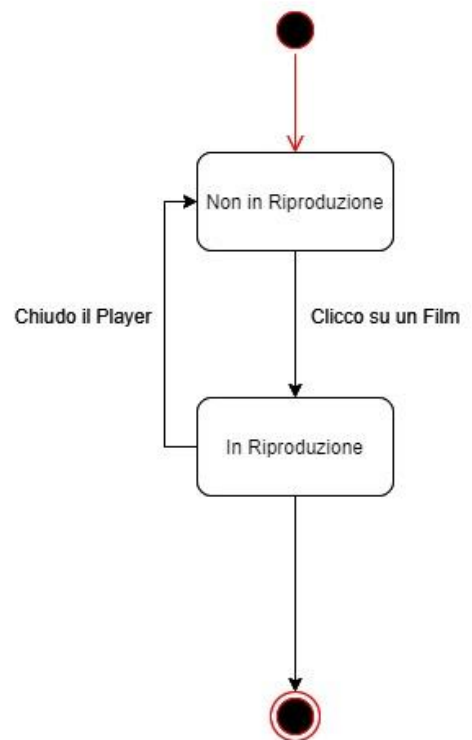 Non in Riproduzione
Chiudo il Player
Clicco su un Film
In Riproduzione